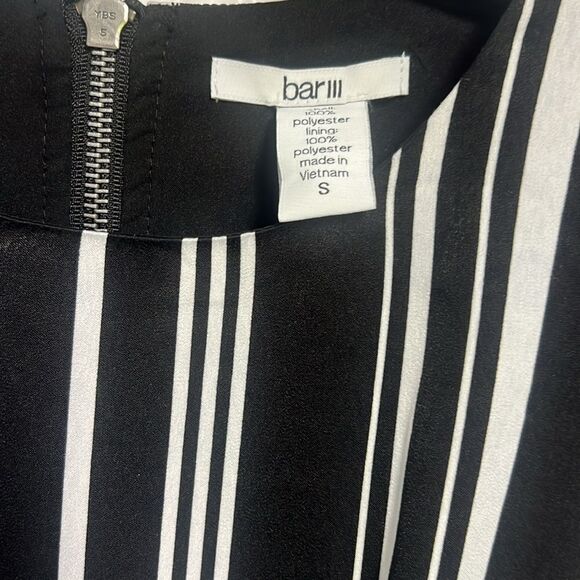 YBS
5
bar III
100%
polyester
lining:
100%
polyester
made in
Vietnam
S